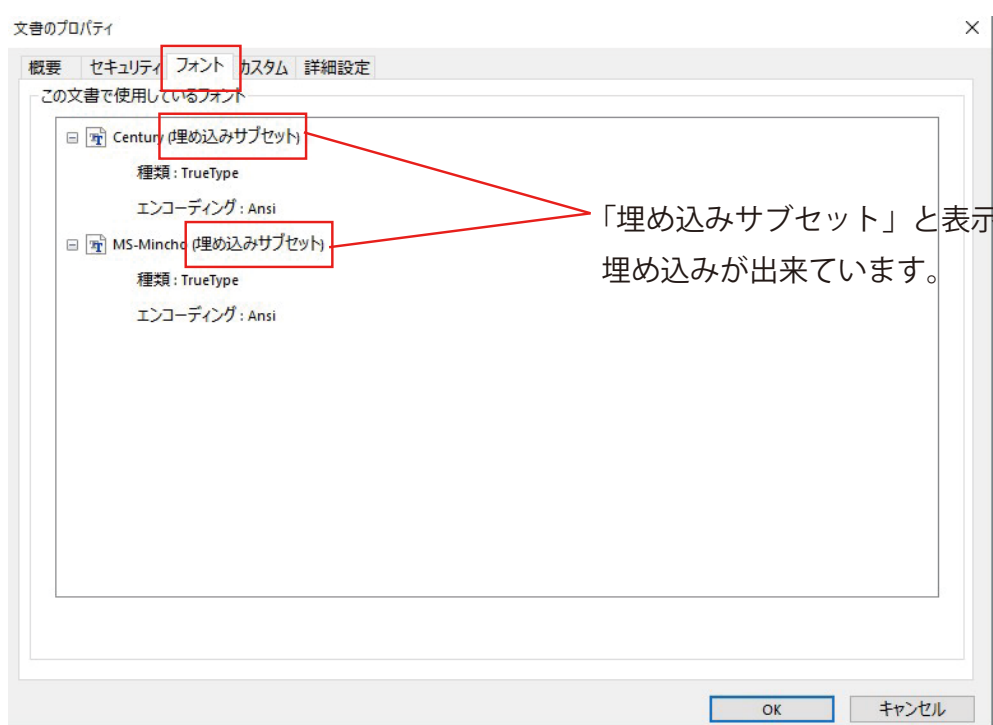 文書のプロパティ
概要 セキュリティ フォント カスタム 詳細設定
この文書で使用しているフォント
Century (埋め込みサブセット)
種類 : TrueType
エンコーディング : Ansi
「埋め込みサブセット」と表示
MS-Mincho (埋め込みサブセット)
埋め込みが出来ています。
種類 : TrueType
エンコーディング : Ansi
OK キャンセル